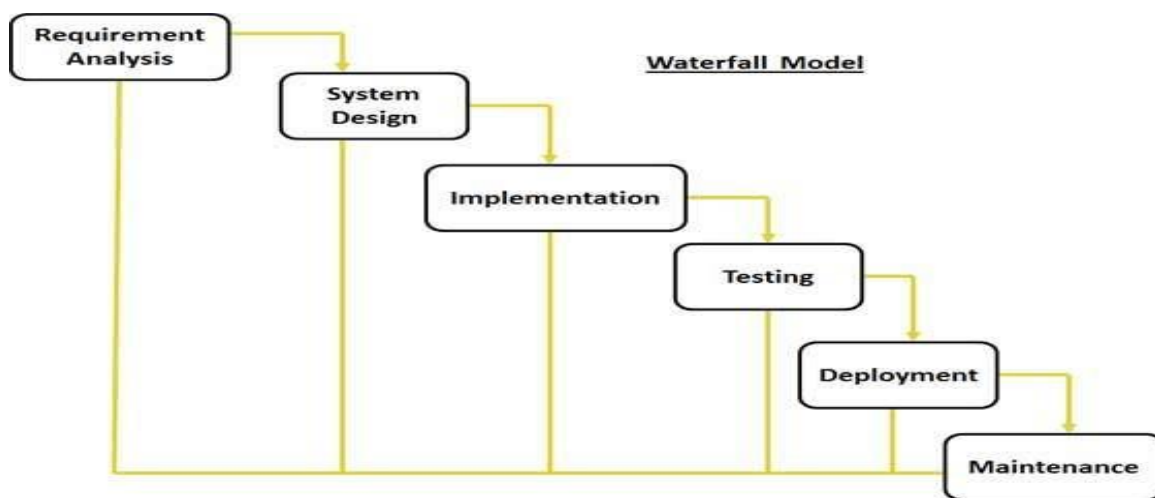 Requirement
Analysis
Waterfall Model
System
Design
Implementation
Testing
Deployment
Maintenance